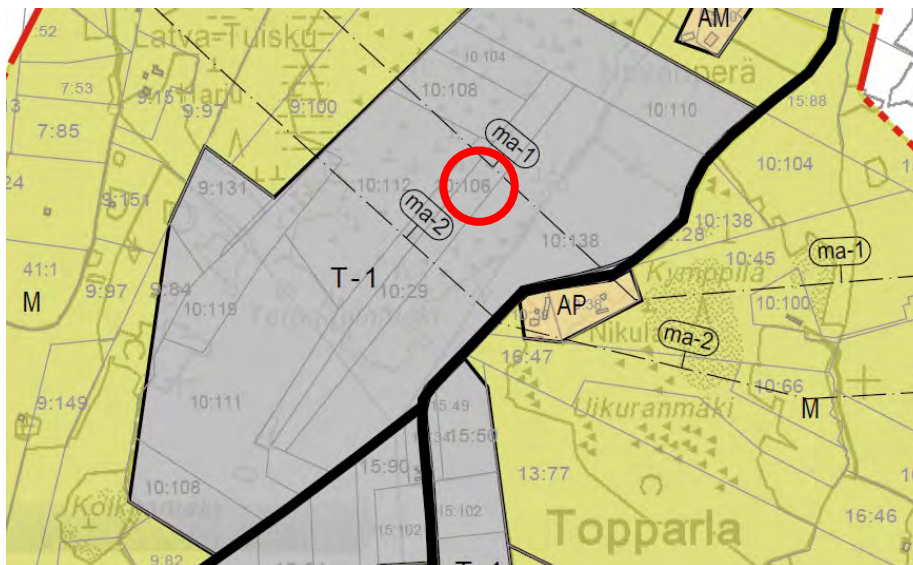 :52
Latva-Tuisku
AM
10:104
Nevanperä
7:53
9:15
Harju
9:97
9:100
10:108
10:110
15:88
7:85
ma-1
10:104
24
9:131
10:112
10:106
9:151
ma-2
10:138
10:138
2:28
10:45
ma-1
41:1
M
9:97
9:84
T-1
10:29
Kymppilä
10:100
10:119
AP
38
Nikula
ma-2
16:47
10:66
M
9:149
10:111
15:49
Uikuranmäki
15:50
15:90
13:77
10:108
15:102
15:102
Topparla
16:46
9:82
T-1